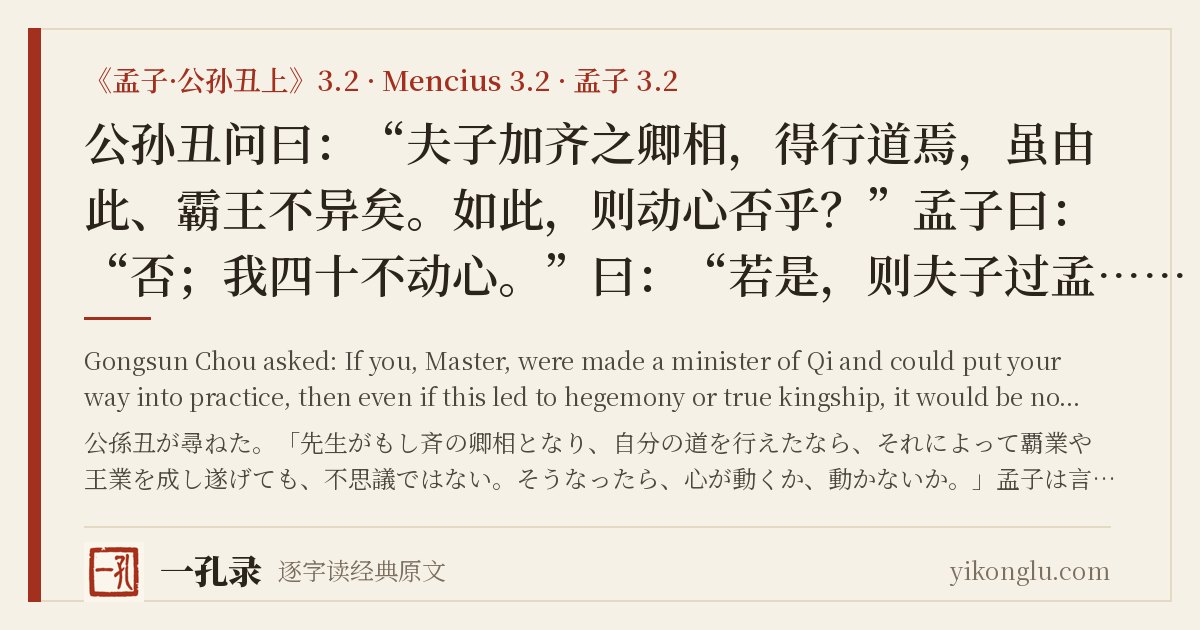 《孟子·公孙丑上》3.2 · Mencius 3.2 · 孟子 3.2
公孙丑问曰：“夫子加齐之卿相，得行道焉，虽由
此、霸王不异矣。如此，则动心否乎？”孟子曰：
“否；我四十不动心。”曰：“若是，则夫子过孟……
Gongsun Chou asked: If you, Master, were made a minister of Qi and could put your
way into practice, then even if this led to hegemony or true kingship, it would be no…
公孫丑が尋ねた。「先生がもし斉の卿相となり、自分の道を行えたなら、それによって覇業や
王業を成し遂げても、不思議ではない。そうなったら、心が動くか、動かないか。」孟子は言…
一孔
一孔录 逐字读经典原文
yikonglu.com